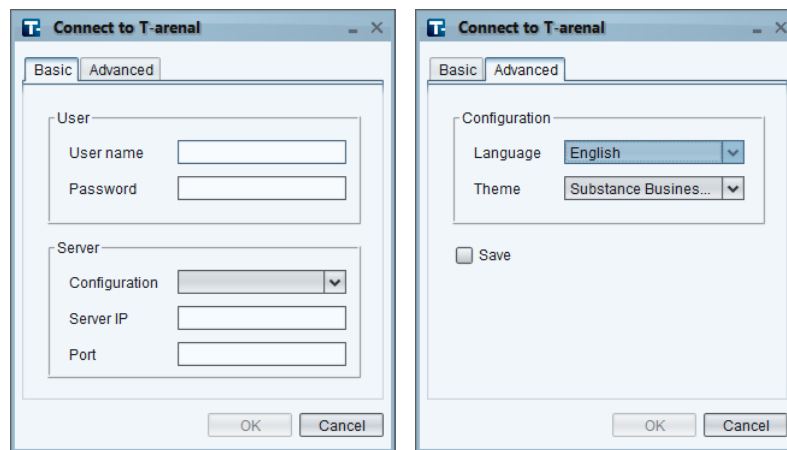 Connect to T-arenal
Basic Advanced
User
User name
Password
Server
Configuration
Server IP
Port
OK Cancel
Connect to T-arenal
Basic Advanced
Configuration
Language English
Theme Substance Busines...
Save
OK Cancel